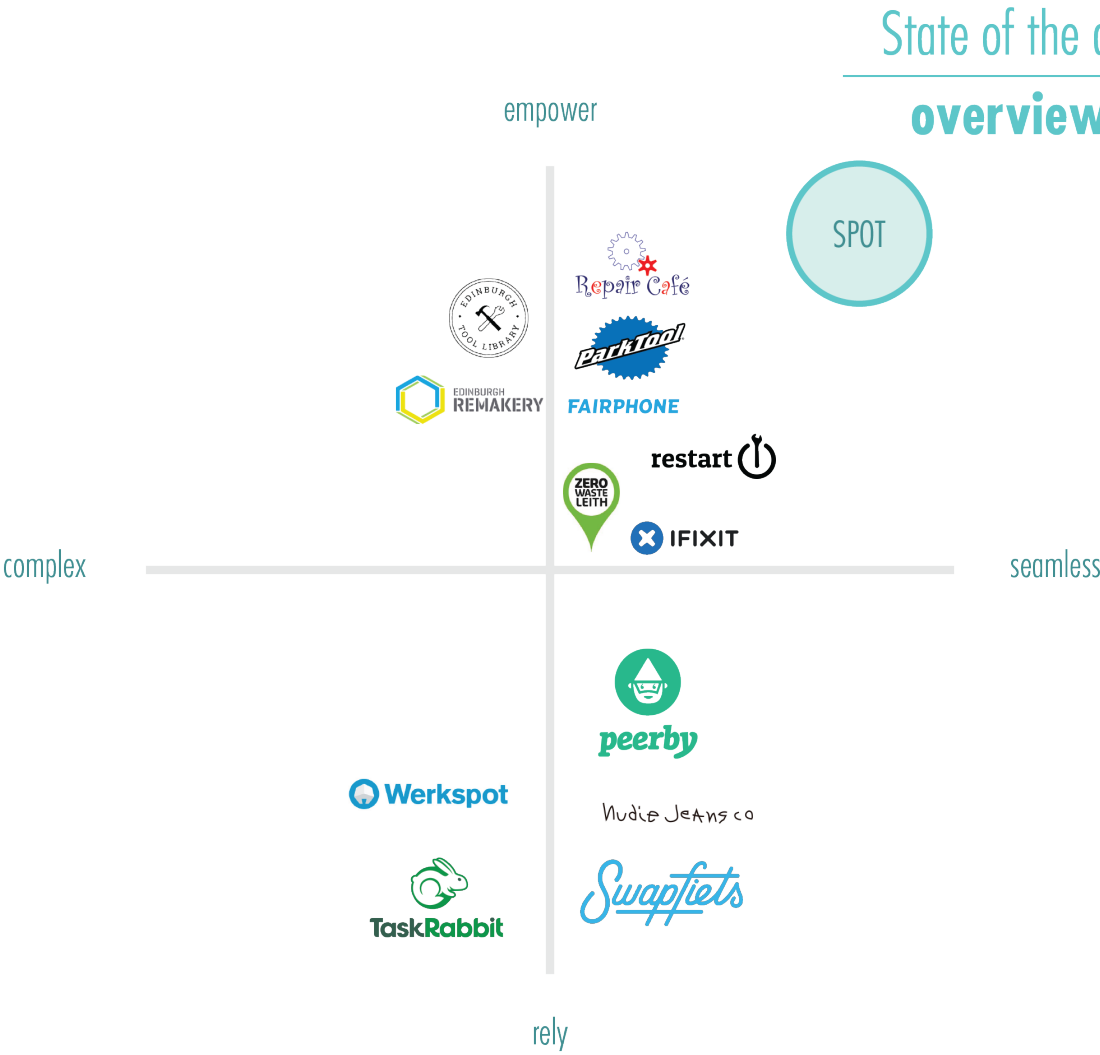 State of the
overview
empower
SPOT
Repair Café
EDINBURGH
TOOL LIBRARY
ParkTool
EDINBURGH
REMAKERY
FAIRPHONE
restart
ZERO
WASTE
LEITH
IFIXIT
complex
seamless
peerby
Werkspot
nudie jeans co
Swapfiets
TaskRabbit
rely